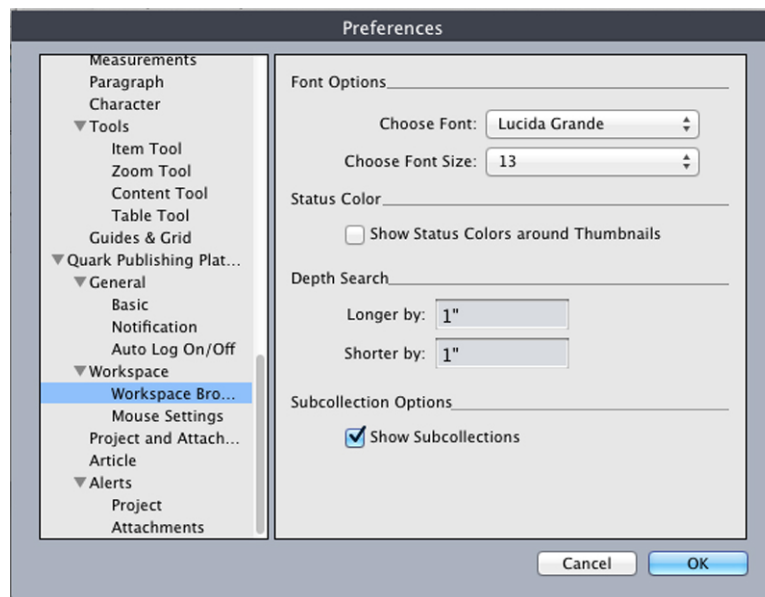 Preferences
Measurements
Paragraph
Character
Tools
Item Tool
Zoom Tool
Content Tool
Table Tool
Guides & Grid
Quark Publishing Plat...
General
Basic
Notification
Auto Log On/Off
Workspace
Workspace Bro...
Mouse Settings
Project and Attach...
Article
Alerts
Project
Attachments
Font Options
Choose Font: Lucida Grande
Choose Font Size: 13
Status Color
Show Status Colors around Thumbnails
Depth Search
Longer by: 1"
Shorter by: 1"
Subcollection Options
Show Subcollections
Cancel OK